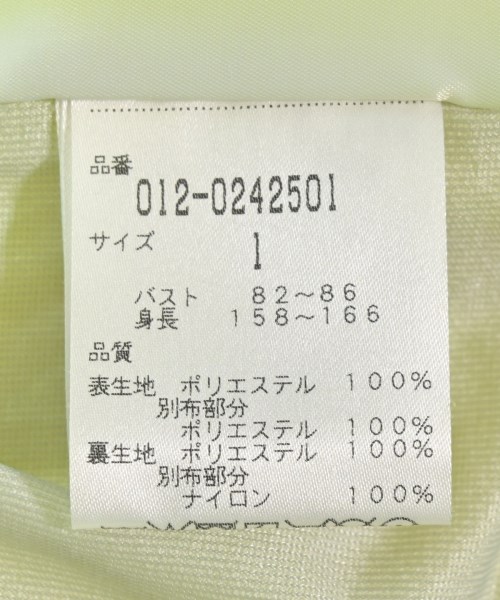 品番
012-0242501
サイズ
1
バスト 82～86
身長 158～166
品質
表生地 ポリエステル 100%
別布部分
ポリエステル 100%
裏生地 ポリエステル 100%
別布部分
ナイロン 100%